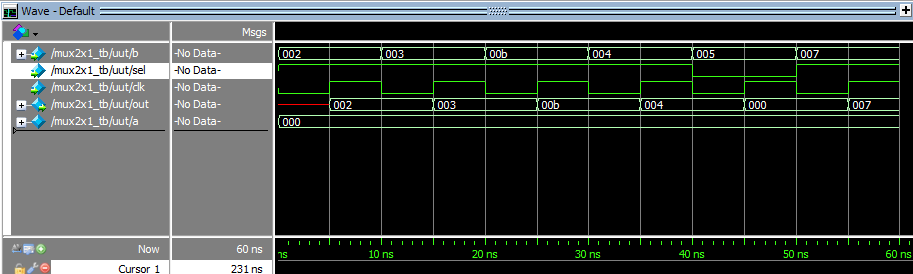 Wave - Default
Msgs
/mux2x1_tb/uut/b -No Data- 002 003 00b 004 005 007
/mux2x1_tb/uut/sel -No Data-
/mux2x1_tb/uut/clk -No Data-
/mux2x1_tb/uut/out -No Data- 002 003 00b 004 000 007
/mux2x1_tb/uut/a -No Data- 000
Now 60 ns ns 10 ns 20 ns 30 ns 40 ns 50 ns 60 ns
Cursor 1 231 ns